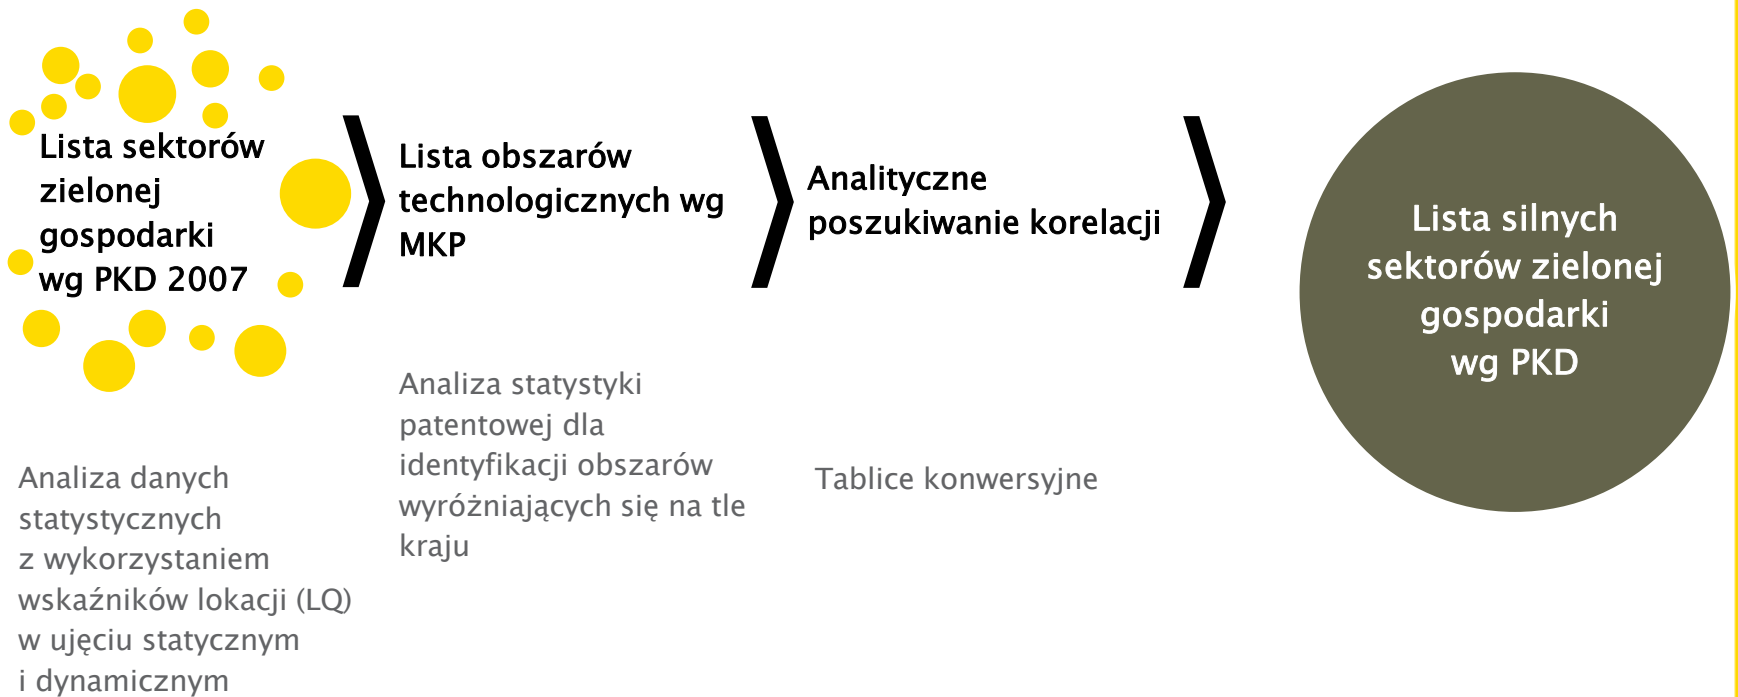 Lista sektorów
zielonej
gospodarki
wg PKD 2007
Analiza danych
statystycznych
z wykorzystaniem
wskaźników lokacji (LQ)
w ujęciu statycznym
i dynamicznym
Lista obszarów
technologicznych wg
MKP
Analiza statystyki
patentowej dla
identyfikacji obszarów
wyróżniających się na tle
kraju
Analityczne
poszukiwanie korelacji
Tablice konwersyjne
Lista silnych
sektorów zielonej
gospodarki
wg PKD